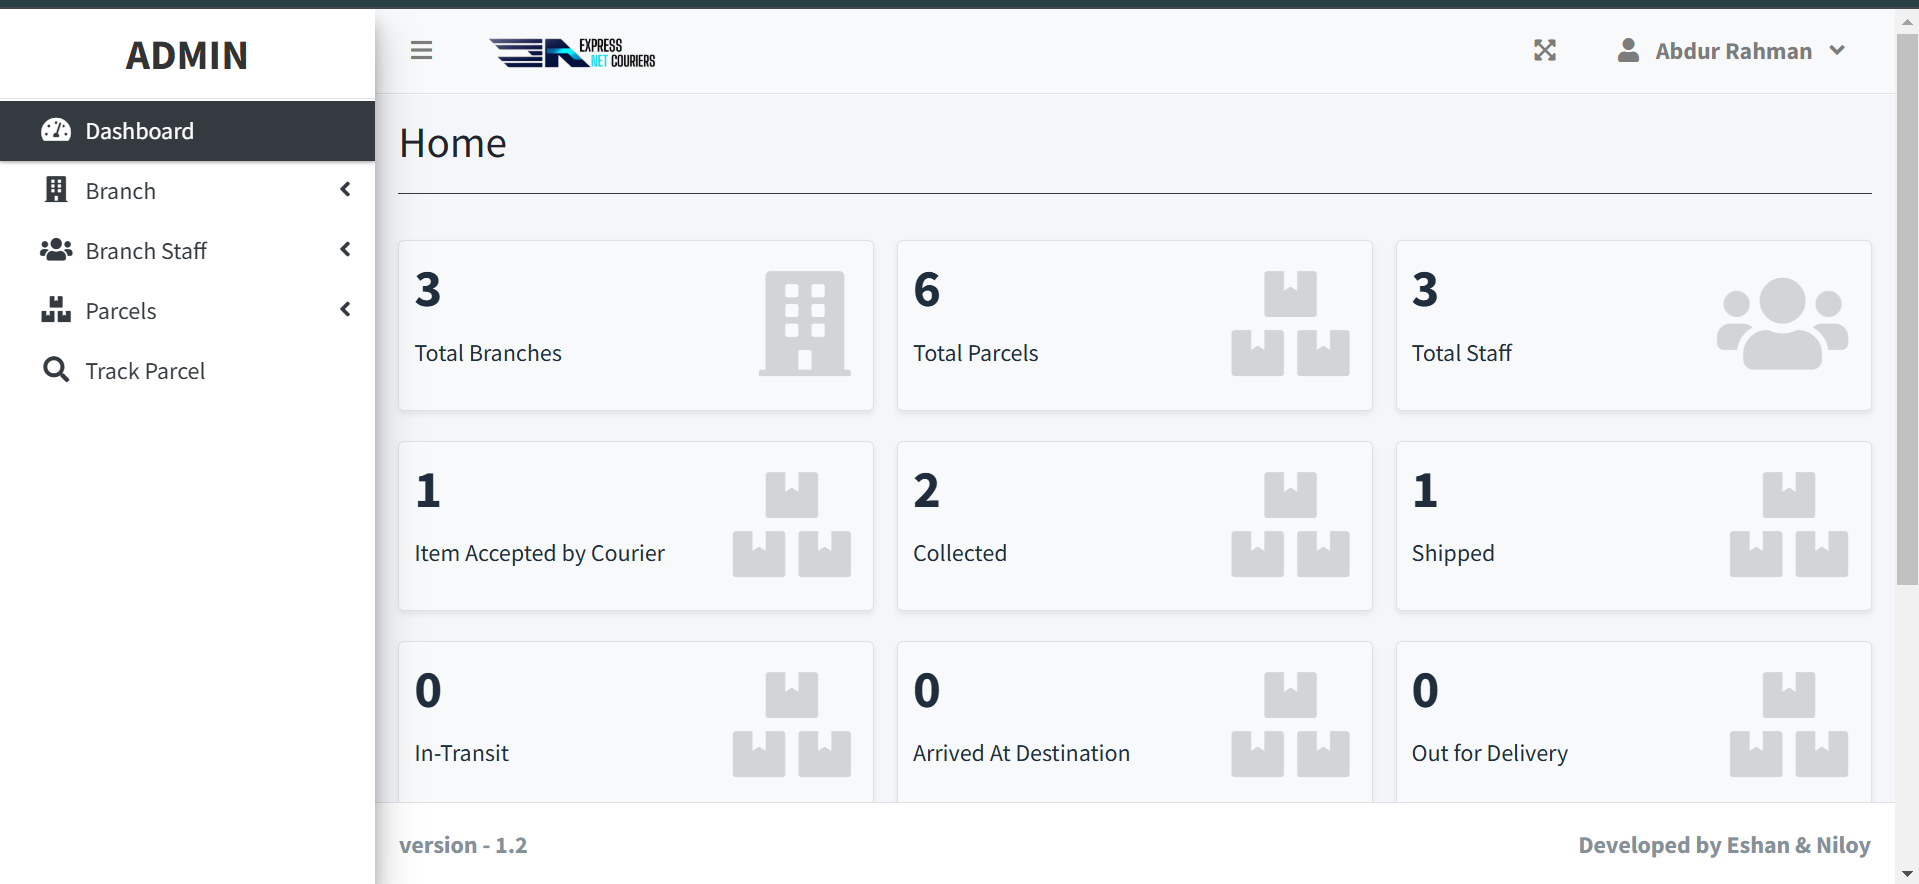 ADMIN
EXPRESS
NET COURIERS
Abdur Rahman
Dashboard
Branch
Branch Staff
Parcels
Track Parcel
Home
3
Total Branches
6
Total Parcels
3
Total Staff
1
Item Accepted by Courier
2
Collected
1
Shipped
0
In-Transit
0
Arrived At Destination
0
Out for Delivery
version - 1.2
Developed by Eshan & Niloy